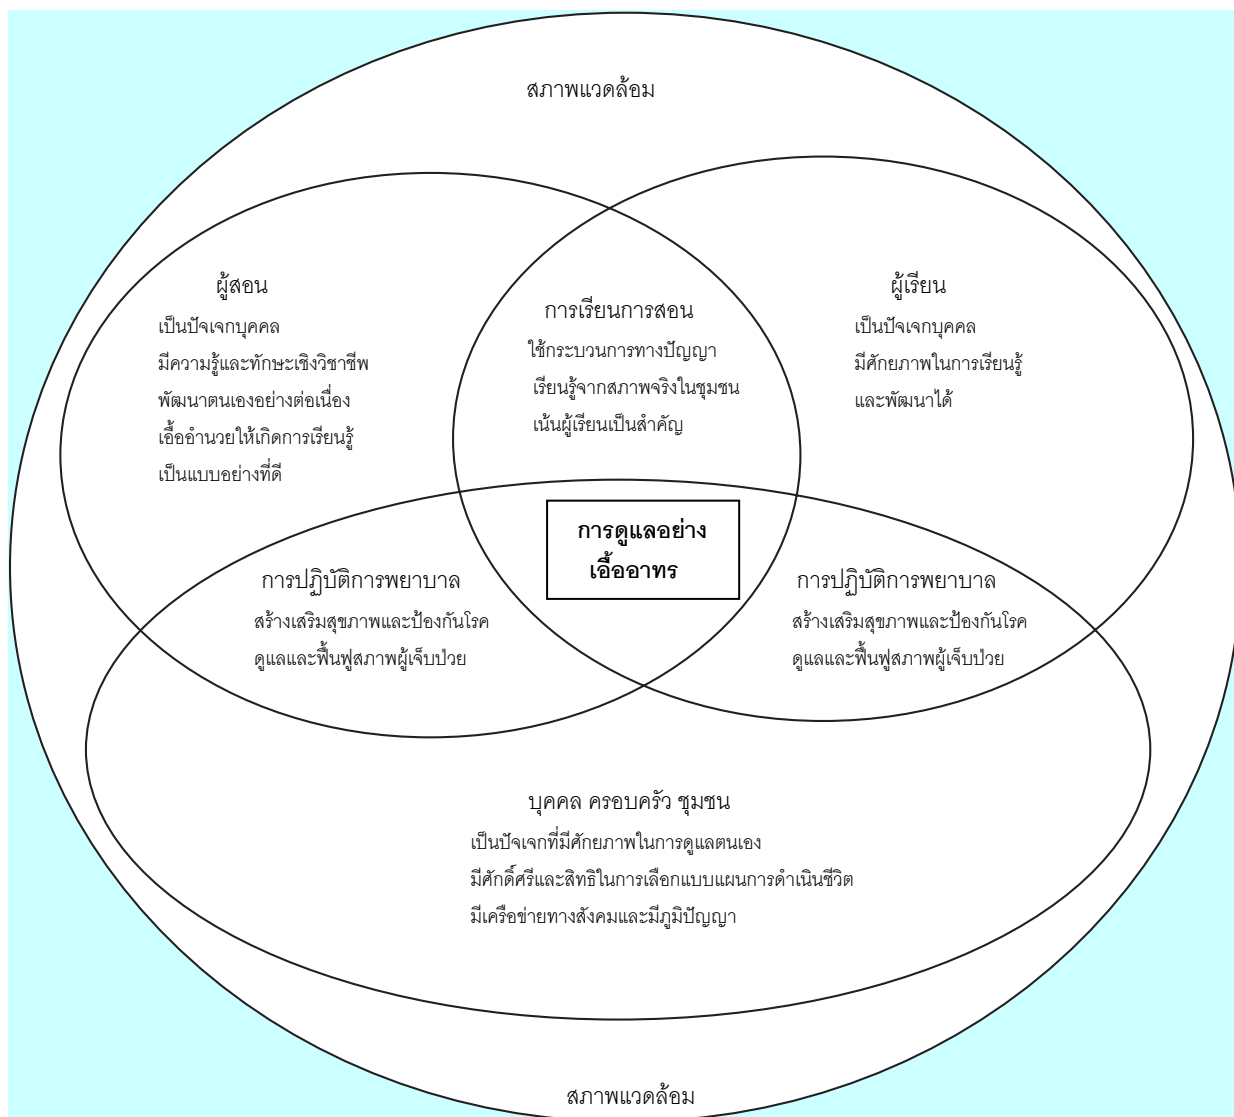 สภาพแวดล้อม
ผู้สอน
เป็นปัจเจกบุคคล
มีความรู้และทักษะเชิงวิชาชีพ
พัฒนาตนเองอย่างต่อเนื่อง
เอื้ออำนวยให้เกิดการเรียนรู้
เป็นแบบอย่างที่ดี
การเรียนการสอน
ใช้กระบวนการทางปัญญา
เรียนรู้จากสภาพจริงในชุมชน
เน้นผู้เรียนเป็นสำคัญ
ผู้เรียน
เป็นปัจเจกบุคคล
มีศักยภาพในการเรียนรู้
และพัฒนาได้
การดูแลอย่าง
เอื้ออาทร
การปฏิบัติการพยาบาล
สร้างเสริมสุขภาพและป้องกันโรค
ดูแลและฟื้นฟูสภาพผู้เจ็บป่วย
การปฏิบัติการพยาบาล
สร้างเสริมสุขภาพและป้องกันโรค
ดูแลและฟื้นฟูสภาพผู้เจ็บป่วย
บุคคล ครอบครัว ชุมชน
เป็นปัจเจกที่มีศักยภาพในการดูแลตนเอง
มีศักดิ์ศรีและสิทธิในการเลือกแบบแผนการดำเนินชีวิต
มีเครือข่ายทางสังคมและมีภูมิปัญญา
สภาพแวดล้อม